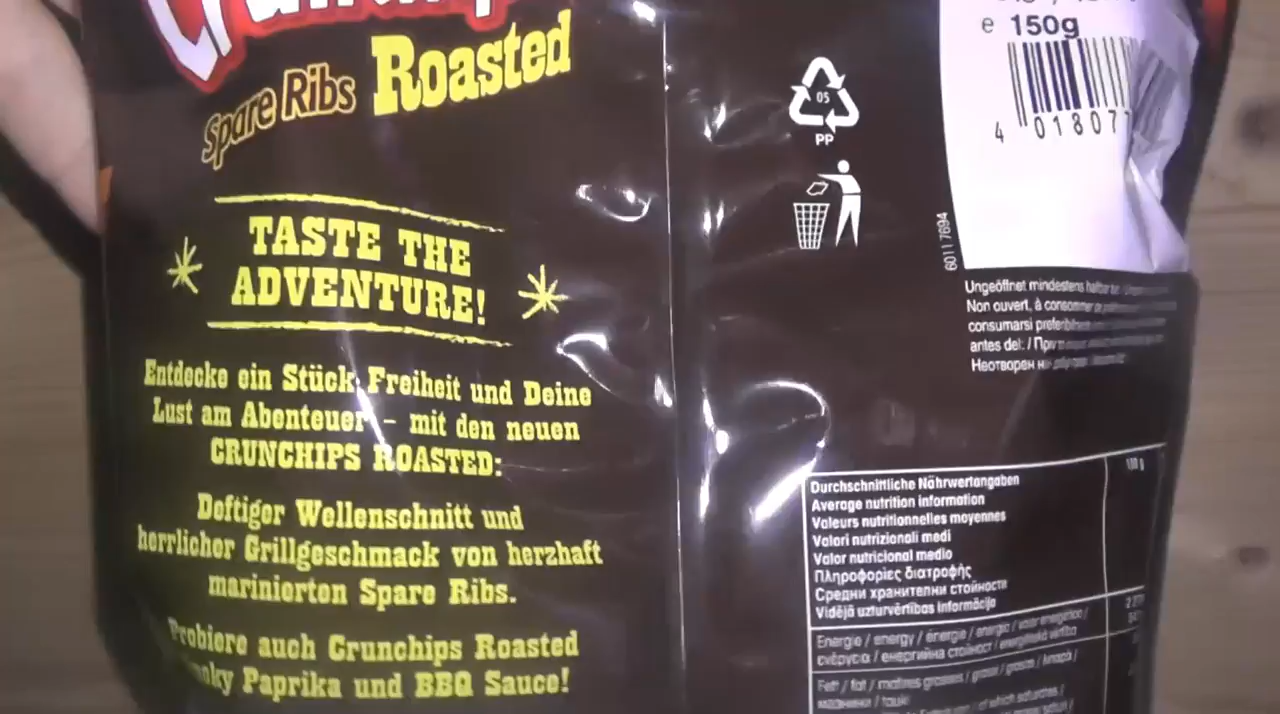 Spare Ribs Roasted
TASTE THE
ADVENTURE!
Entdecke ein Stück Freiheit und Deine
Lust am Abenteuer - mit den neuen
CRUNCHIPS ROASTED:
Deftiger Wellenschnitt und
herrlicher Grillgeschmack von herzhaft
marinierten Spare Ribs.
Probiere auch Crunchips Roasted
Paprika und BBQ Sauce!
05
PP
e 150g
4 018077
6011 7694
Ungeöffnet mindestens haltbar
Non ouvert, à consommer
consumarsi
antes del: /
Неотворен
Durchschnittliche Nährwertangaben
Average nutrition information
Valeurs nutritionnelles moyennes
Valori nutrizionali medi
Valor nutricional medio
Πληροφορίες διατροφής
Средни хранителни стойности
Vidējā uzturvērtības informācija
100 g
Energie / energy / énergie / energia / valor energético /
ενέργεια / енергийна стойност / enerģētiskā vērtība
Fett / fat / matières grasses / grassi / grasas / λιπαρά /
мазнини / tauki
of which saturates /